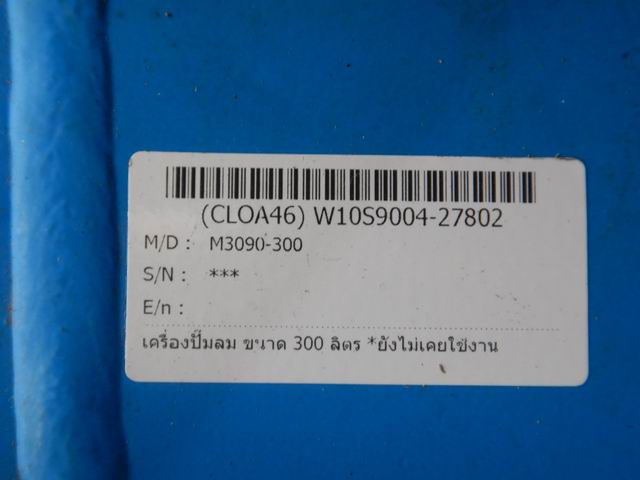 (CLOA46) W10S9004-27802
M/D : M3090-300
S/N : ***
E/n :
เครื่องปั๊มลม ขนาด 300 ลิตร *ยังไม่เคยใช้งาน